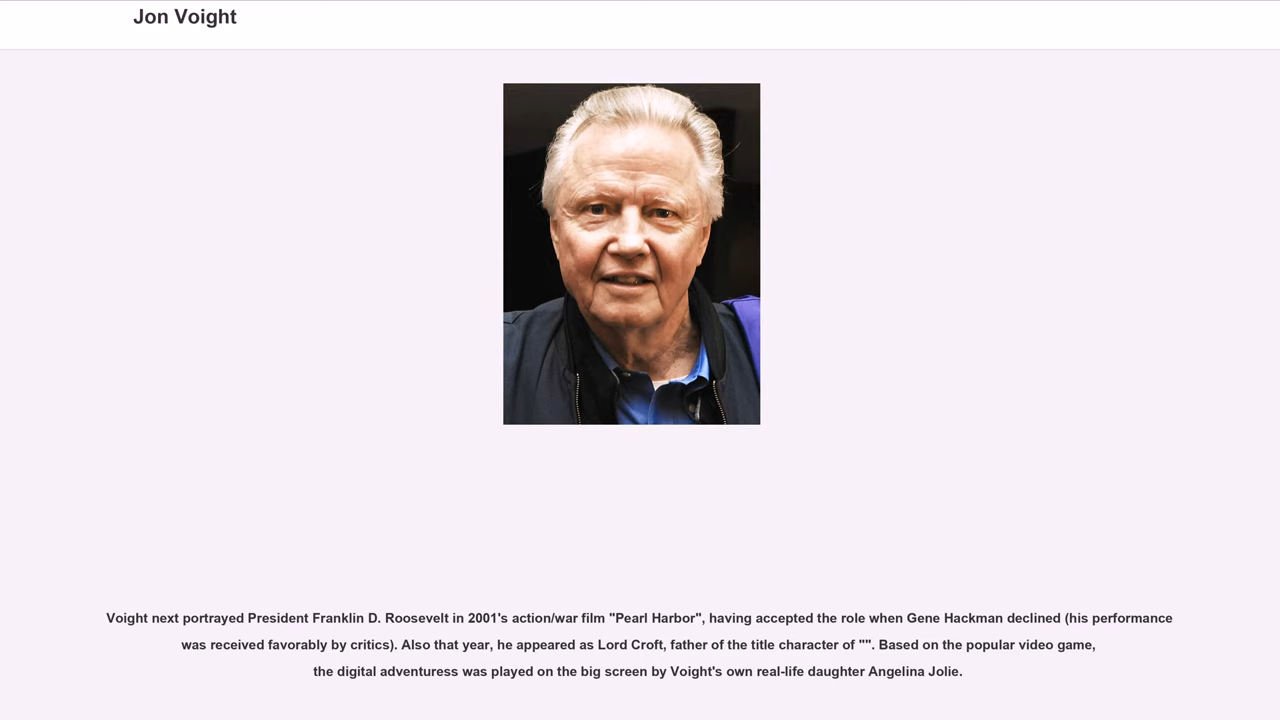 Jon Voight
Voight next portrayed President Franklin D. Roosevelt in 2001's action/war film "Pearl Harbor", having accepted the role when Gene Hackman declined (his performance
was received favorably by critics). Also that year, he appeared as Lord Croft, father of the title character of "". Based on the popular video game,
the digital adventuress was played on the big screen by Voight's own real-life daughter Angelina Jolie.